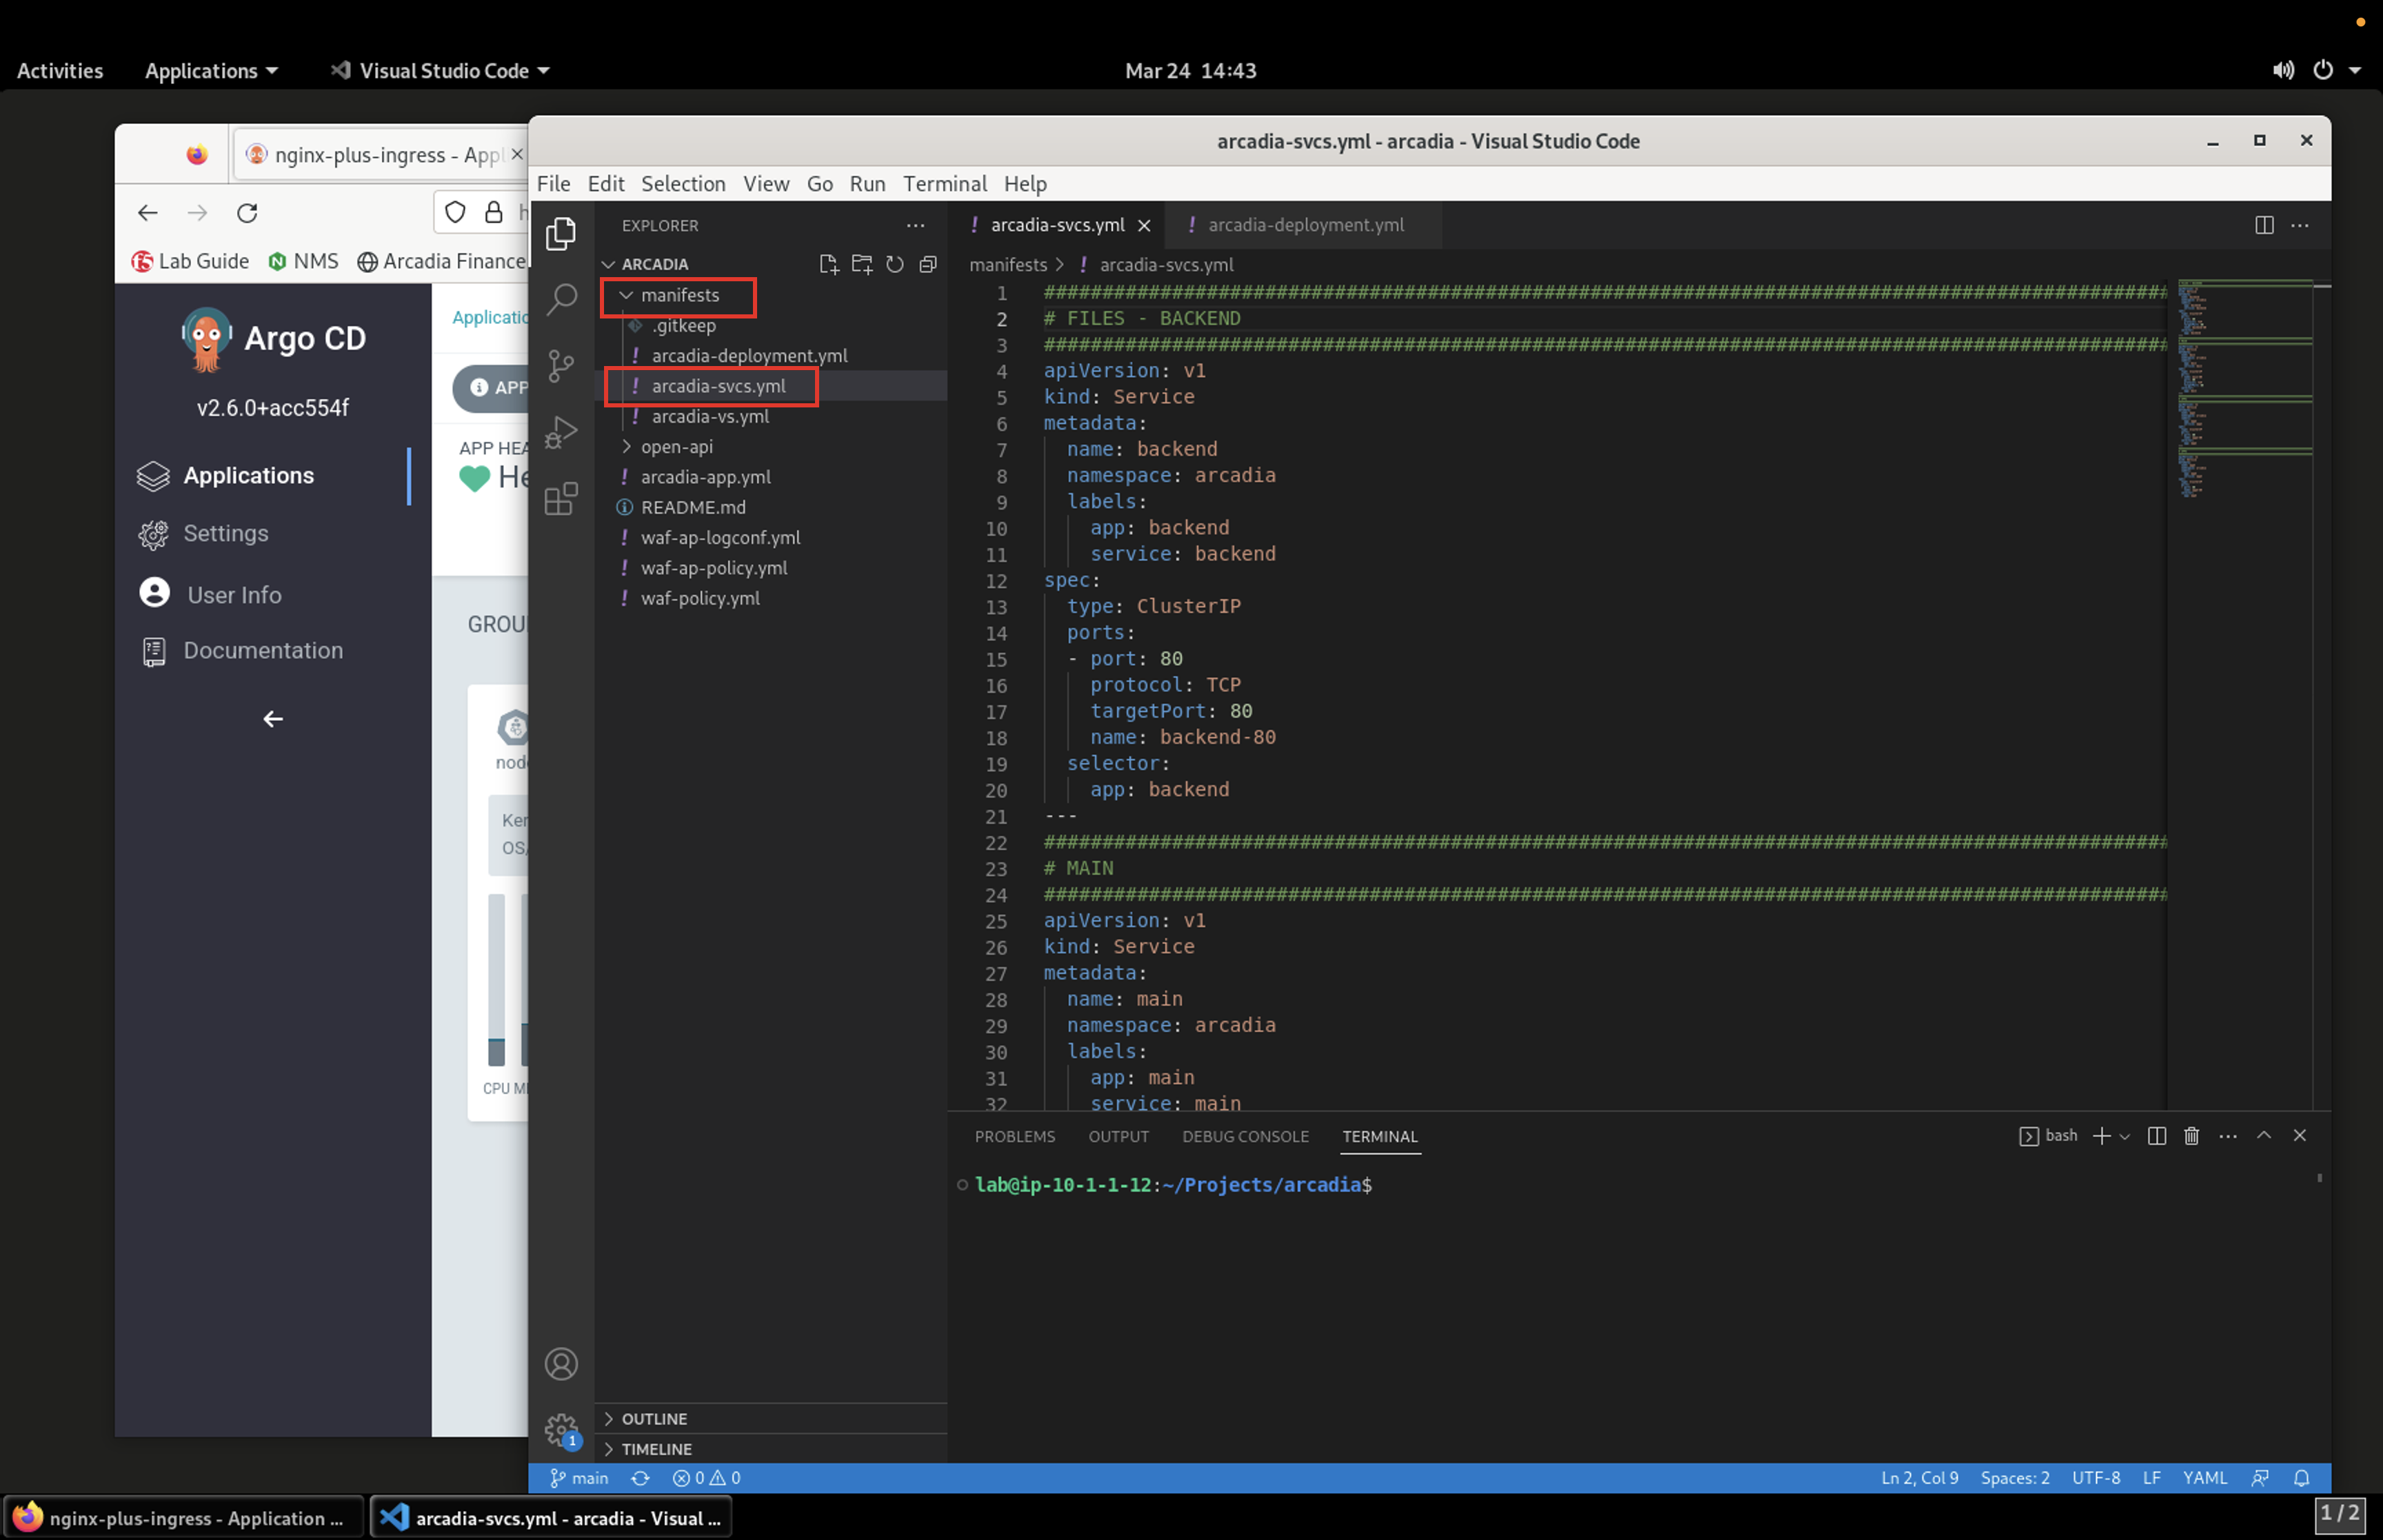 Activities Applications Visual Studio Code Mar 24 14:43
nginx-plus-ingress - Appl
Lab Guide NMS Arcadia Finance
Argo CD
v2.6.0+acc554f
Applications
Settings
User Info
Documentation
APP
APP HEA
He
CPU
arcadia-svcs.yml - arcadia - Visual Studio Code
File Edit Selection View Go Run Terminal Help
EXPLORER
ARCADIA
manifests
.gitkeep
arcadia-deployment.yml
arcadia-svcs.yml
arcadia-vs.yml
open-api
arcadia-app.yml
README.md
waf-ap-logconf.yml
waf-ap-policy.yml
waf-policy.yml
OUTLINE
TIMELINE
arcadia-svcs.yml arcadia-deployment.yml
manifests > arcadia-svcs.yml
1
2 # FILES - BACKEND
3
4 apiVersion: v1
5 kind: Service
6 metadata:
7 name: backend
8 namespace: arcadia
9 labels:
10 app: backend
11 service: backend
12 spec:
13 type: ClusterIP
14 ports:
15 - port: 80
16 protocol: TCP
17 targetPort: 80
18 name: backend-80
19 selector:
20 app: backend
21 ---
22
23 # MAIN
24
25 apiVersion: v1
26 kind: Service
27 metadata:
28 name: main
29 namespace: arcadia
30 labels:
31 app: main
32 service: main
PROBLEMS OUTPUT DEBUG CONSOLE TERMINAL bash
lab@ip-10-1-1-12:~/Projects/arcadia$
1
main 0 0 Ln 2, Col 9 Spaces: 2 UTF-8 LF YAML
nginx-plus-ingress - Application ... arcadia-svcs.yml - arcadia - Visual ... 1 / 2